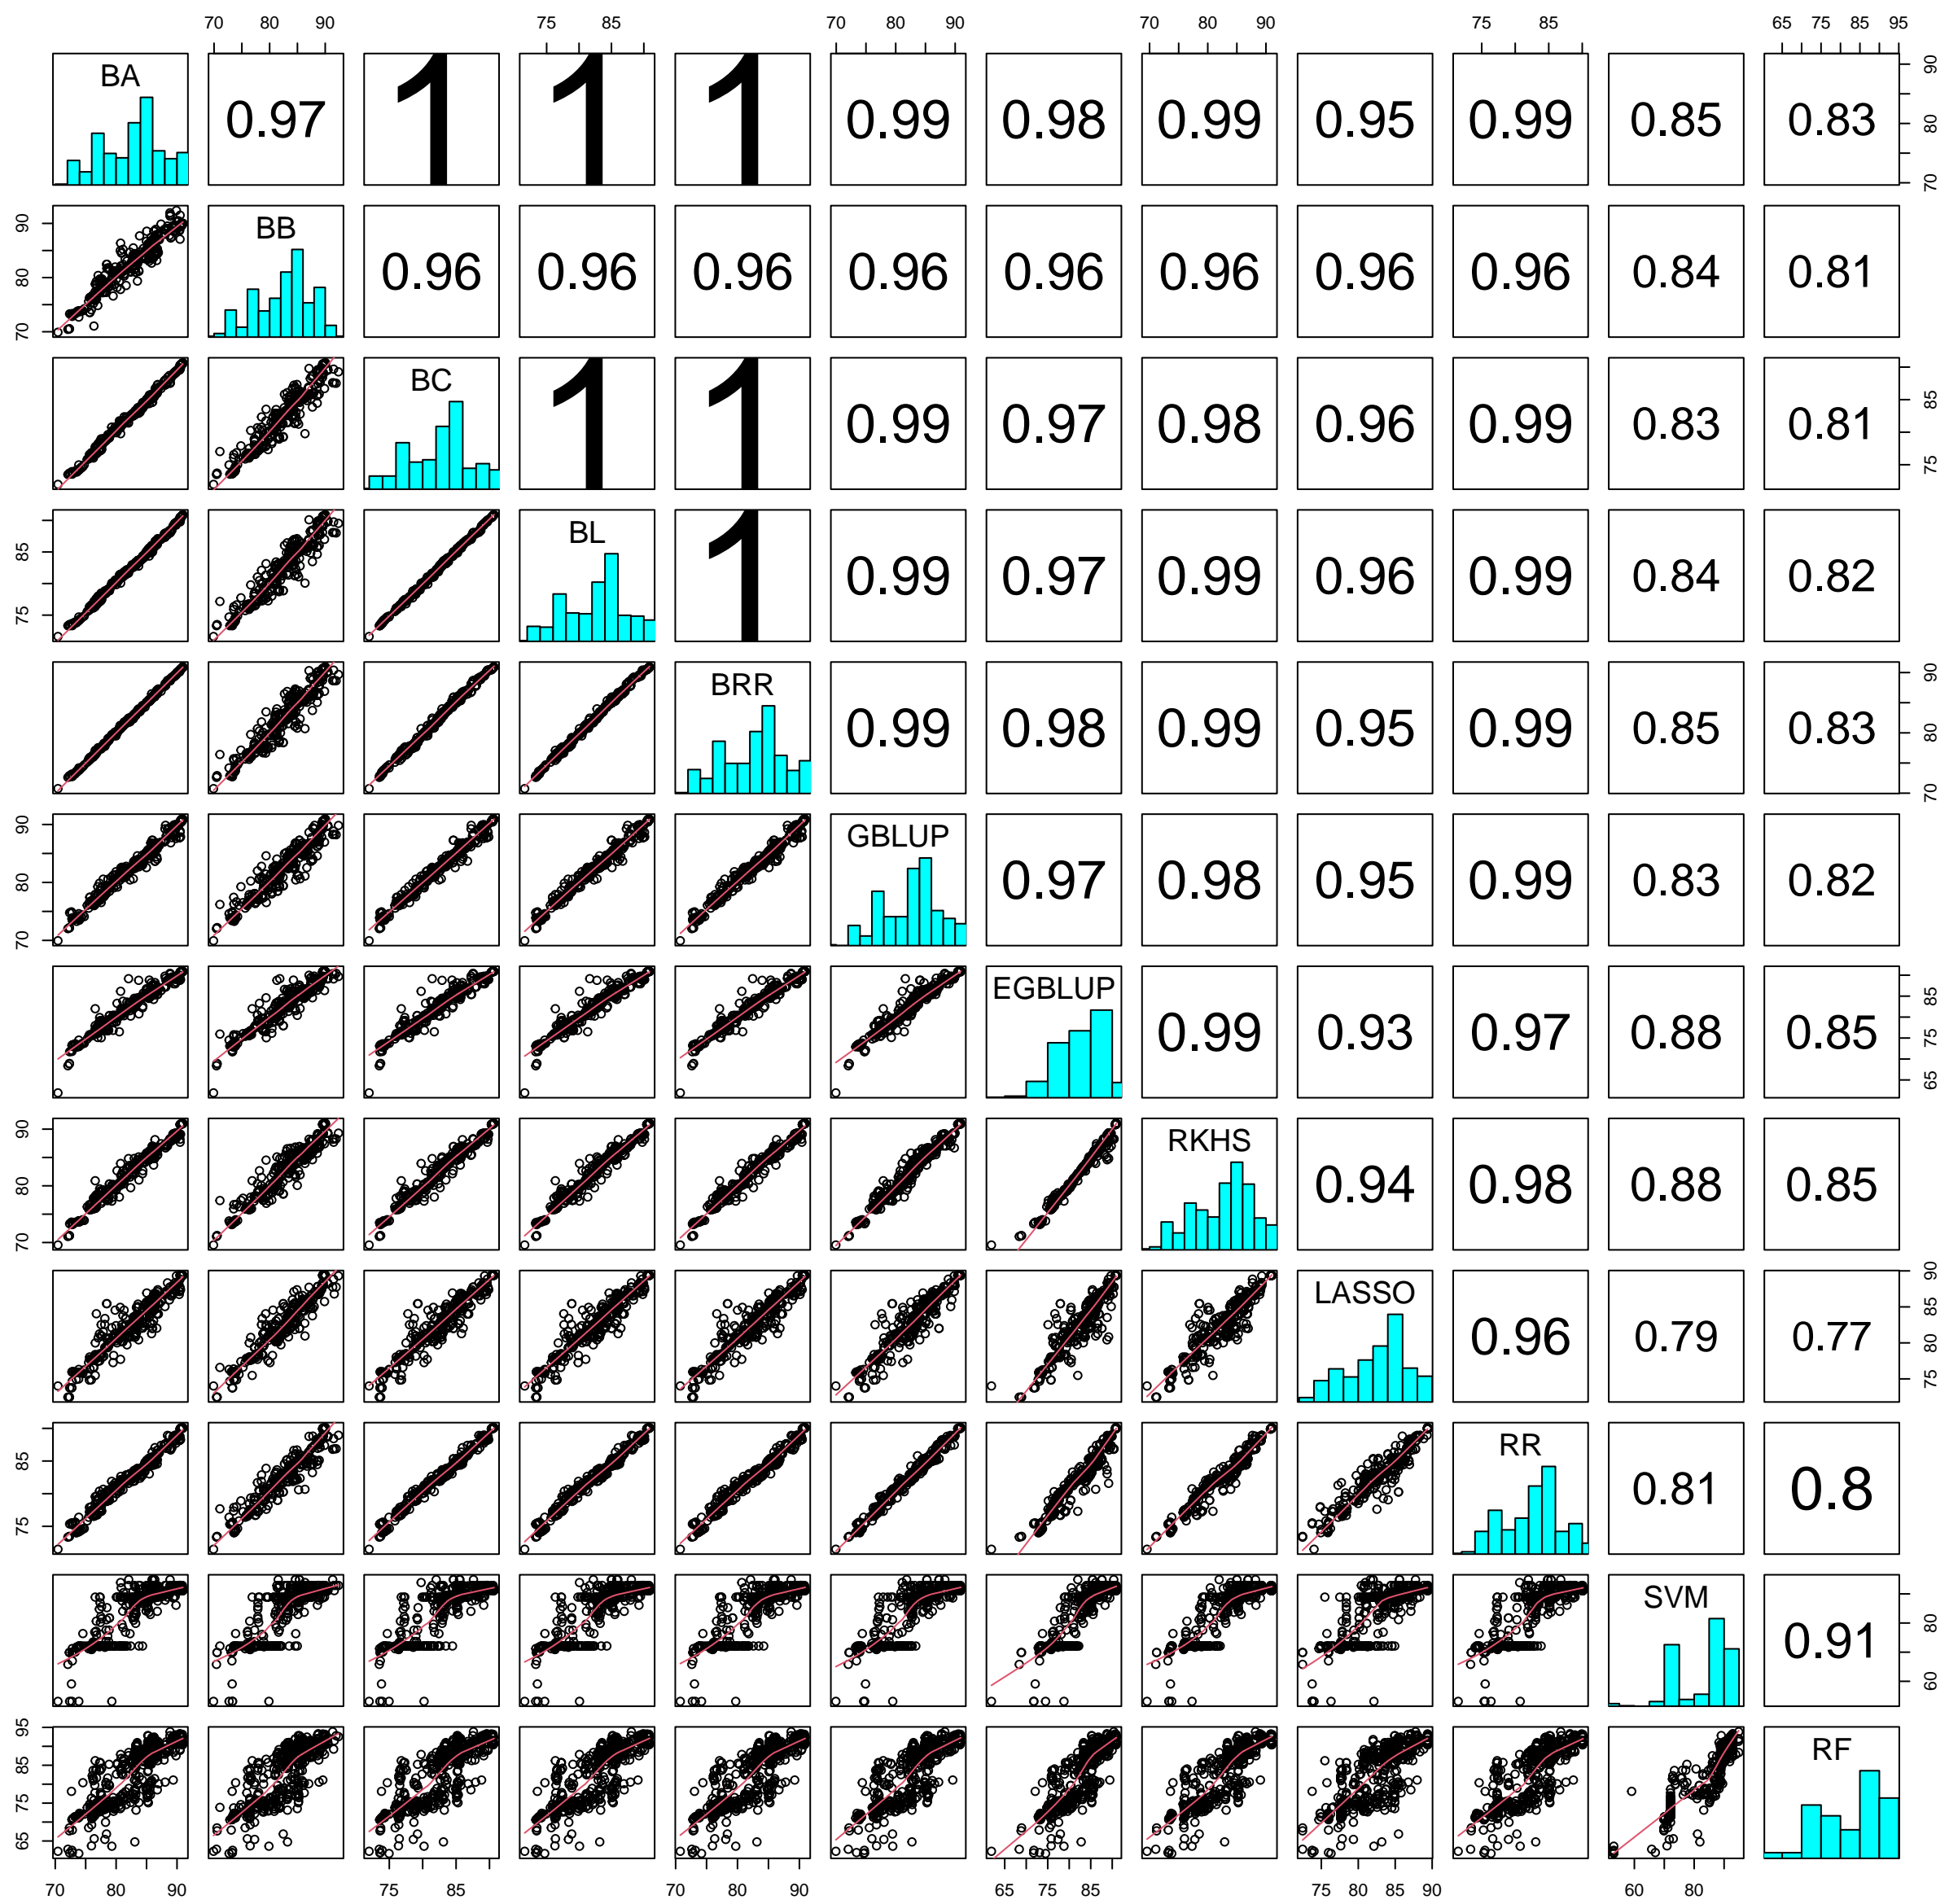 70 80 90 75 85 70 80 90 70 80 90 75 85 65 75 85 95
BA 0.97 1 1 1 0.99 0.98 0.99 0.95 0.99 0.85 0.83 70 80 90
70 80 90 BB 0.96 0.96 0.96 0.96 0.96 0.96 0.96 0.96 0.84 0.81
BC 1 1 0.99 0.97 0.98 0.96 0.99 0.83 0.81 75 85
75 85 BL 1 0.99 0.97 0.99 0.96 0.99 0.84 0.82
BRR 0.99 0.98 0.99 0.95 0.99 0.85 0.83 70 80 90
70 80 90 GBLUP 0.97 0.98 0.95 0.99 0.83 0.82
EGBLUP 0.99 0.93 0.97 0.88 0.85 65 75 85
70 80 90 RKHS 0.94 0.98 0.88 0.85
LASSO 0.96 0.79 0.77 75 80 85 90
75 85 RR 0.81 0.8
SVM 0.91 60 80
65 75 85 95 RF
70 80 90 75 85 70 80 90 65 75 85 75 80 85 90 60 80